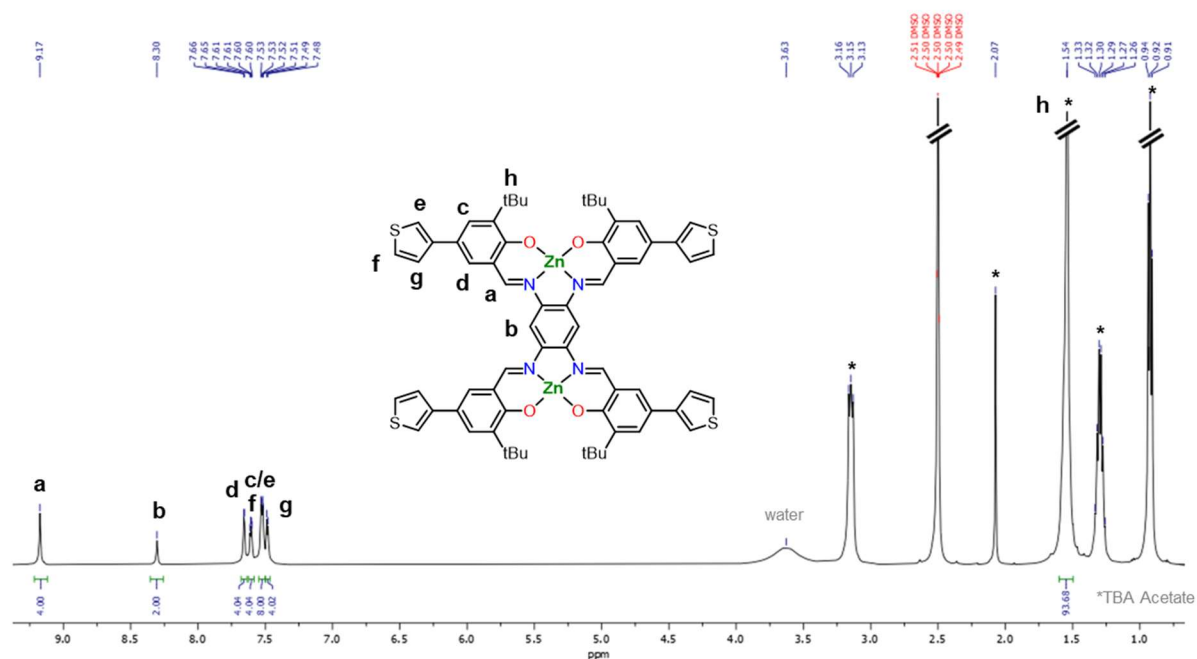 9.17
8.30
7.66
7.65
7.61
7.61
7.60
7.60
7.53
7.53
7.52
7.51
7.49
7.48
3.63
3.16
3.15
3.13
2.51 DMSO
2.50 DMSO
2.50 DMSO
2.50 DMSO
2.49 DMSO
2.07
1.54
1.33
1.32
1.30
1.29
1.27
1.26
0.94
0.92
0.91
h * * *
h
tBu tBu
e c
S S
f g d O O
Zn
a N N
b
N N
Zn
S O O S
tBu tBu
* *
a b d f c/e g
water
4.00 2.00 4.04 4.04 8.00 4.02 93.68
*TBA Acetate
9.0 8.5 8.0 7.5 7.0 6.5 6.0 5.5 5.0 4.5 4.0 3.5 3.0 2.5 2.0 1.5 1.0
ppm